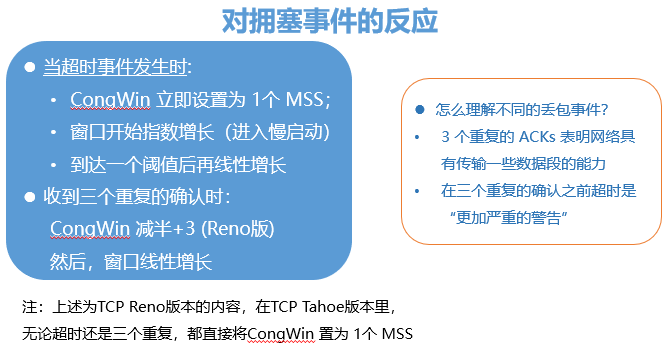 对拥塞事件的反应
当超时事件发生时:
CongWin 立即设置为 1个 MSS；
窗口开始指数增长（进入慢启动）
到达一个阈值后再线性增长
收到三个重复的确认时：
CongWin 减半+3 (Reno版)
然后，窗口线性增长
怎么理解不同的丢包事件?
3 个重复的 ACKs 表明网络具
有传输一些数据段的能力
在三个重复的确认之前超时是
“更加严重的警告”
注：上述为TCP Reno版本的内容，在TCP Tahoe版本里，
无论超时还是三个重复，都直接将CongWin 置为 1个 MSS